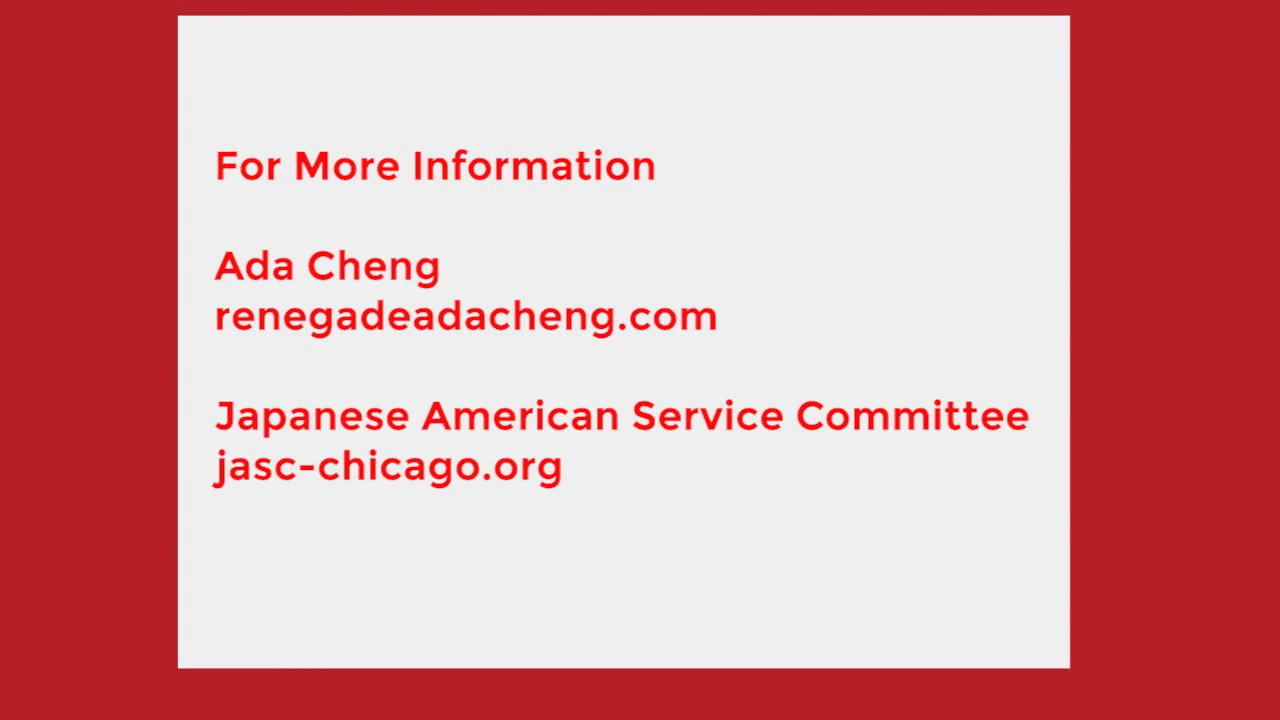 For More Information
Ada Cheng
renegadeadacheng.com
Japanese American Service Committee
jasc-chicago.org